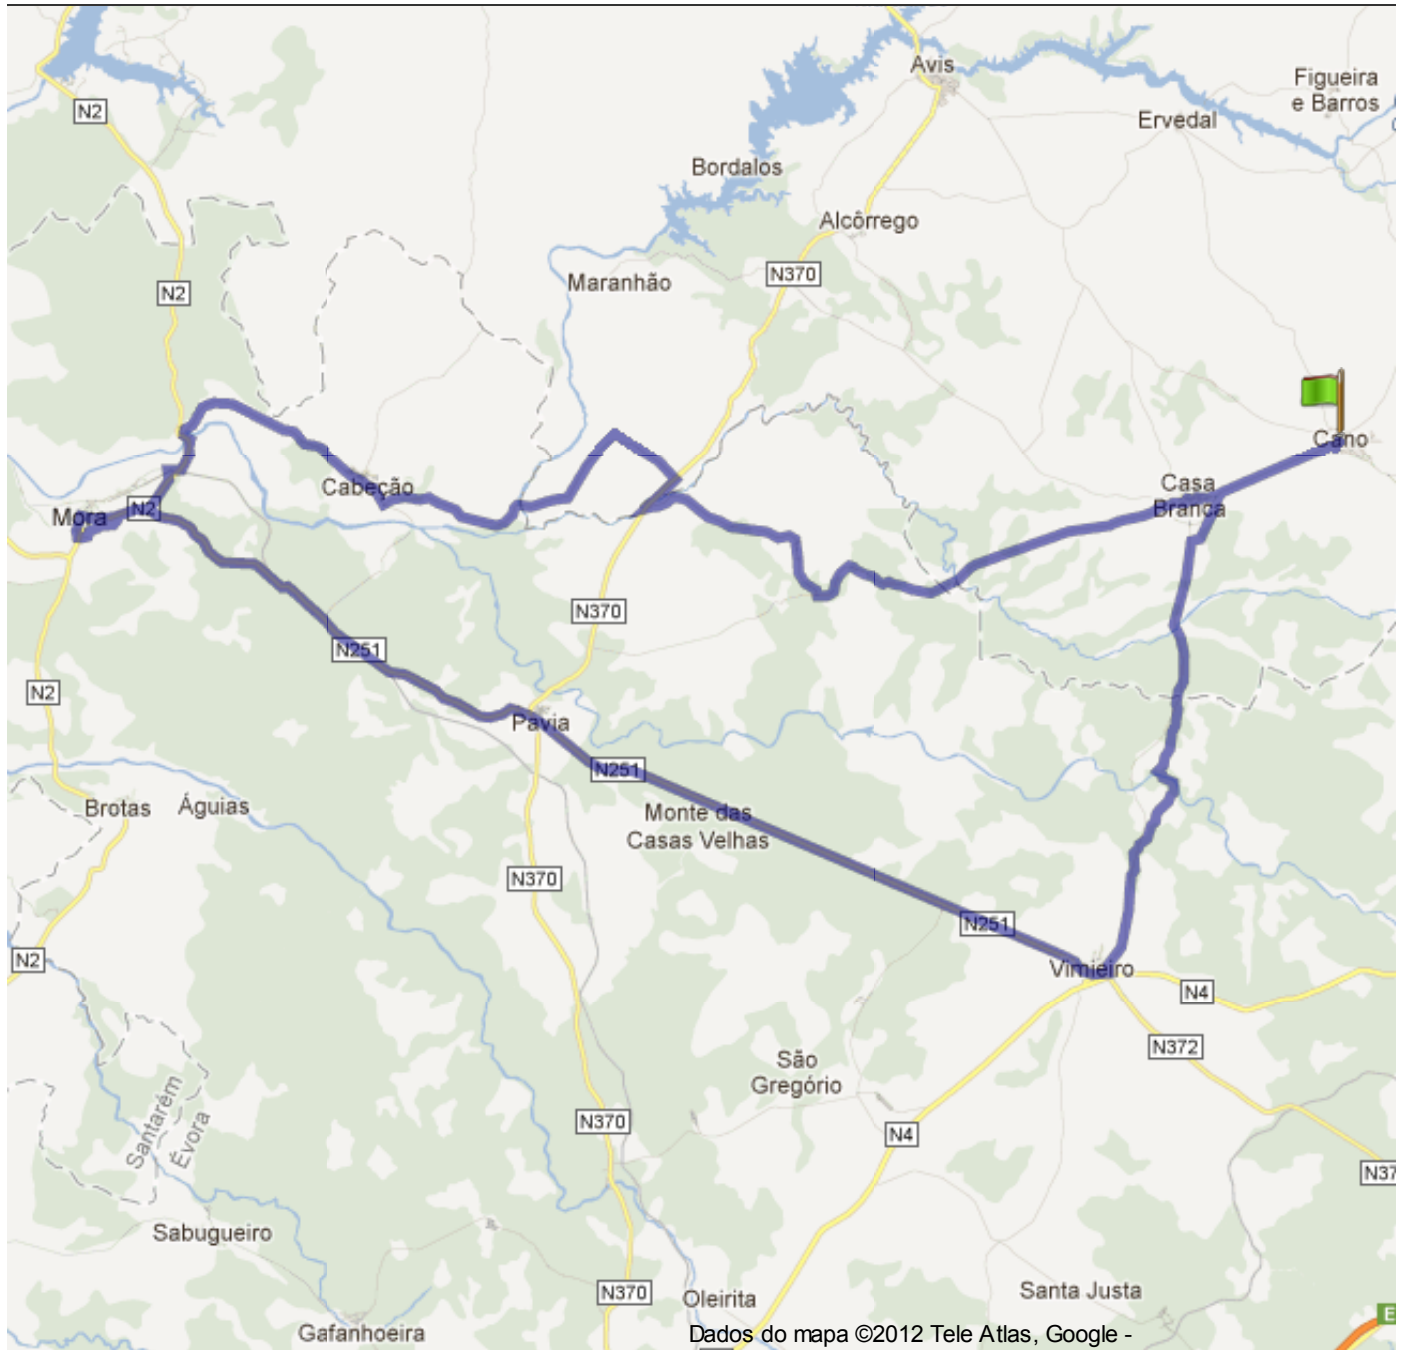 Avis
Figueira
e Barros
N2
Ervedal
Bordalos
Alcôrrego
N370
Maranhão
N2
Cano
Casa
Branca
Cabeção
N2
Mora
N370
N251
N2
Pavia
N251
Brotas
Águias
Monte das
Casas Velhas
N370
N251
N2
Vimieiro
N4
N372
São
Gregório
Santarém
Évora
N370
N4
N37
Sabugueiro
N370
Oleirita
Santa Justa
E
Gafanhoeira
Dados do mapa ©2012 Tele Atlas, Google -